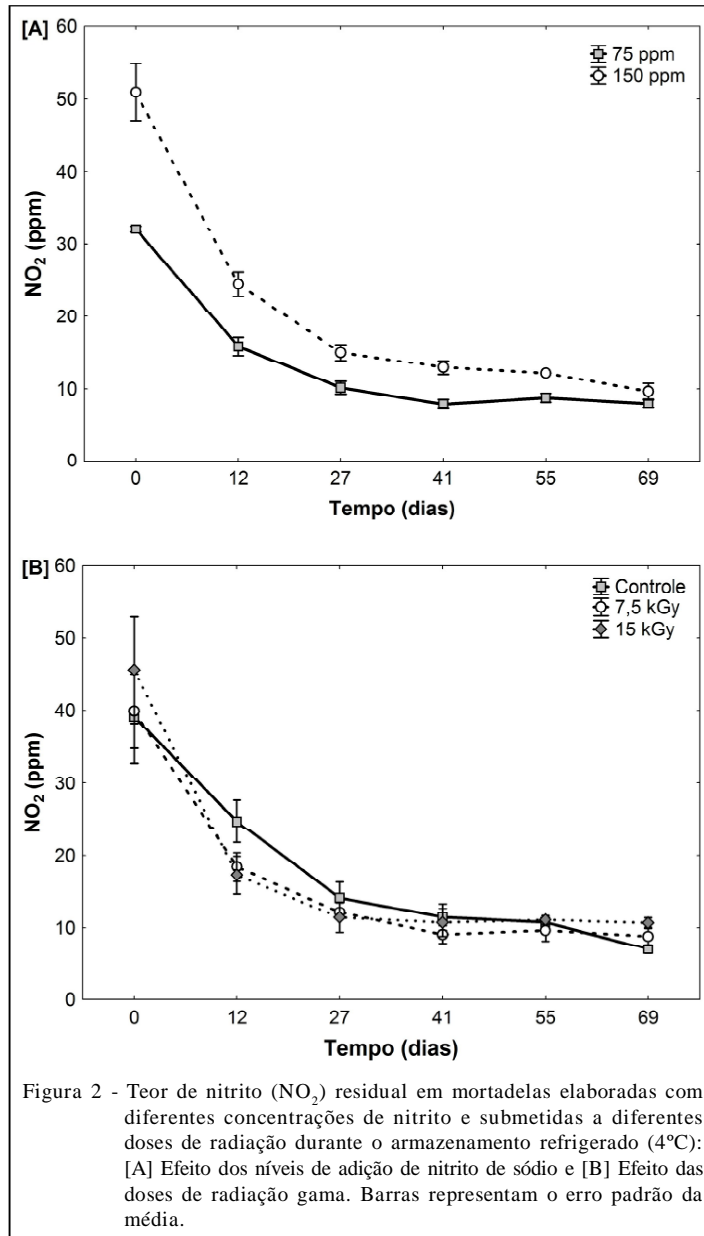 [A]
60
50
40
30
20
10
0
NO₂ (ppm)
75 ppm
150 ppm
0 12 27 41 55 69
Tempo (dias)
[B]
60
50
40
30
20
10
0
NO₂ (ppm)
Controle
7,5 kGy
15 kGy
0 12 27 41 55 69
Tempo (dias)
Figura 2 - Teor de nitrito (NO₂) residual em mortadelas elaboradas com
diferentes concentrações de nitrito e submetidas a diferentes
doses de radiação durante o armazenamento refrigerado (4ºC):
[A] Efeito dos níveis de adição de nitrito de sódio e [B] Efeito das
doses de radiação gama. Barras representam o erro padrão da
média.